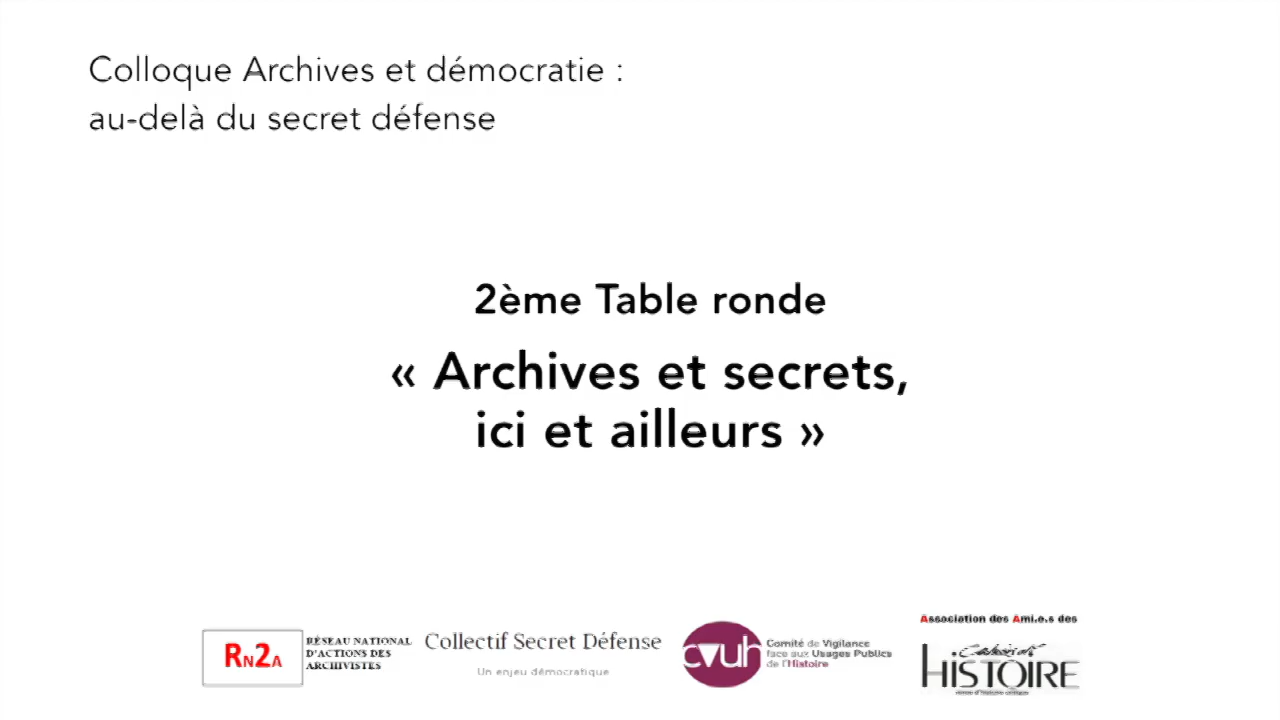 Colloque Archives et démocratie :
au-delà du secret défense
2ème Table ronde
« Archives et secrets,
ici et ailleurs »
RN2A
RÉSEAU NATIONAL
D'ACTIONS DES
ARCHIVISTES
Collectif Secret Défense
Un enjeu démocratique
cvuh
Comité de Vigilance
face aux Usages Publics
de l'Histoire
Association des Ami.e.s des
HISTOIRE